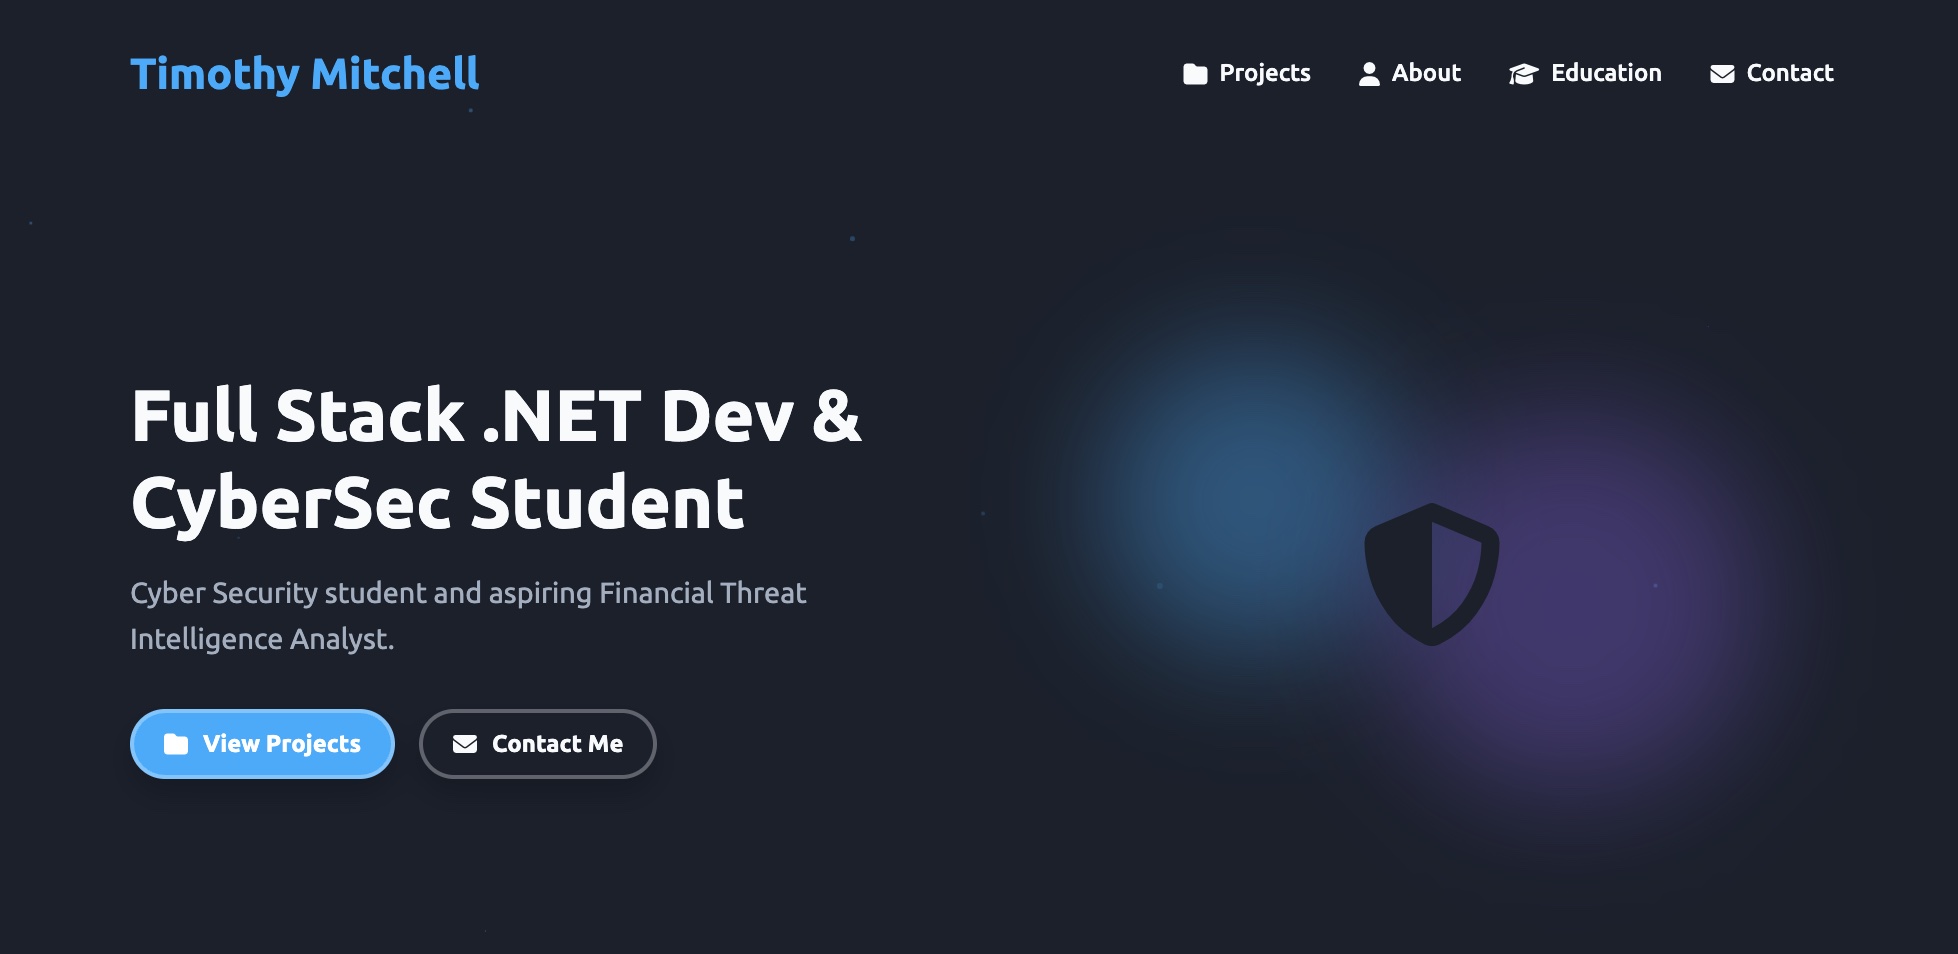 Timothy Mitchell
Projects
About
Education
Contact
Full Stack .NET Dev &
CyberSec Student
Cyber Security student and aspiring Financial Threat
Intelligence Analyst.
View Projects
Contact Me